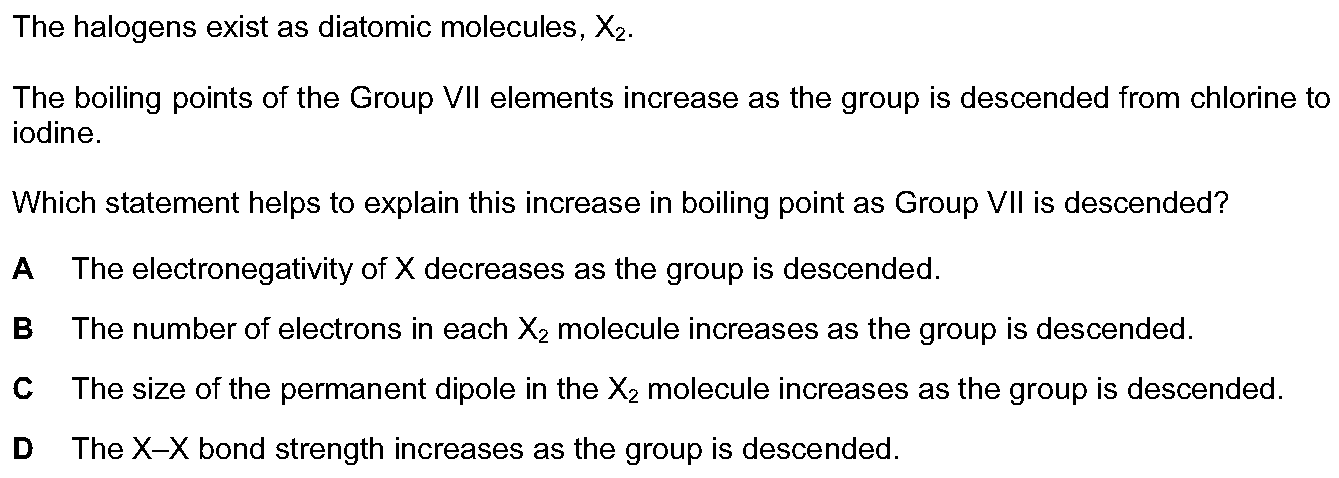 The halogens exist as diatomic molecules, X₂.
The boiling points of the Group VII elements increase as the group is descended from chlorine to
iodine.
Which statement helps to explain this increase in boiling point as Group VII is descended?
A The electronegativity of X decreases as the group is descended.
B The number of electrons in each X₂ molecule increases as the group is descended.
C The size of the permanent dipole in the X₂ molecule increases as the group is descended.
D The X–X bond strength increases as the group is descended.